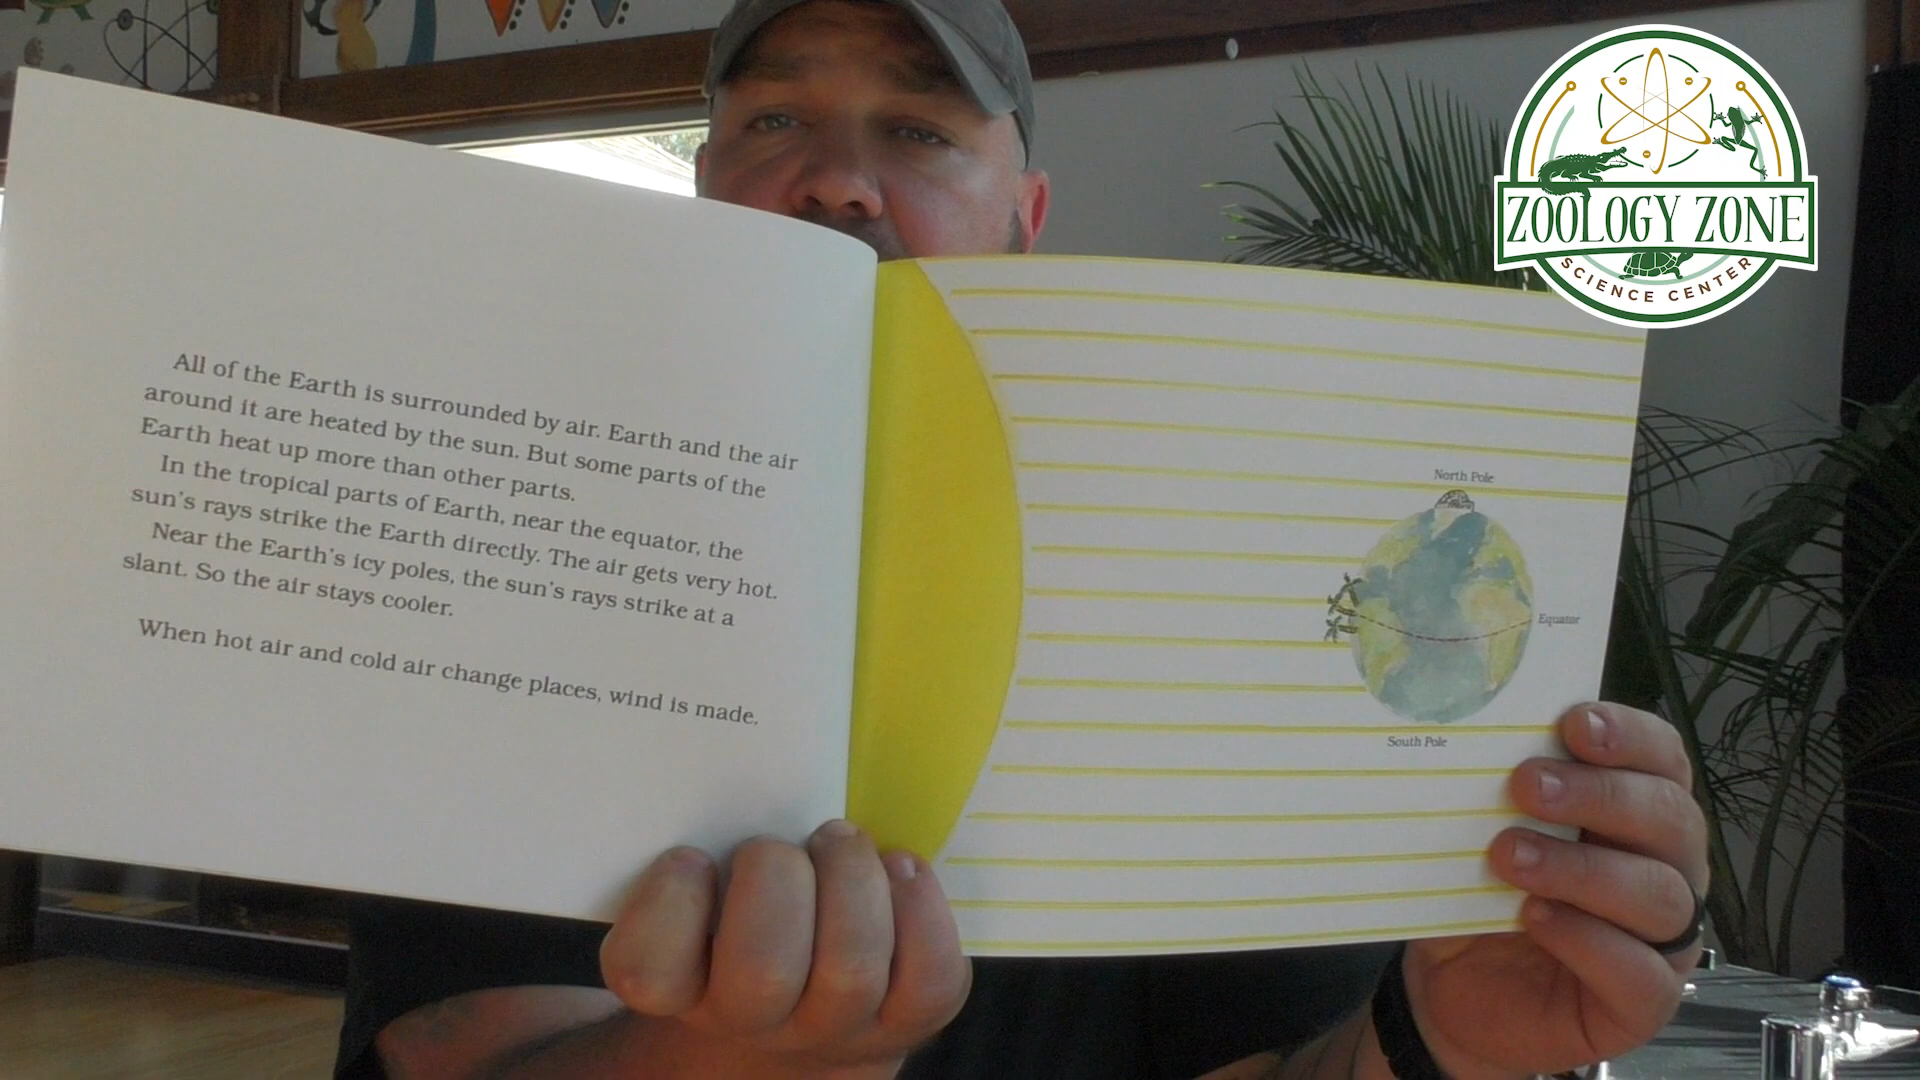 All of the Earth is surrounded by air. Earth and the air
around it are heated by the sun. But some parts of the
Earth heat up more than other parts.
In the tropical parts of Earth, near the equator, the
sun's rays strike the Earth directly. The air gets very hot.
Near the Earth's icy poles, the sun's rays strike at a
slant. So the air stays cooler.
When hot air and cold air change places, wind is made.
North Pole
Equator
South Pole
ZOOLOGY ZONE
SCIENCE CENTER